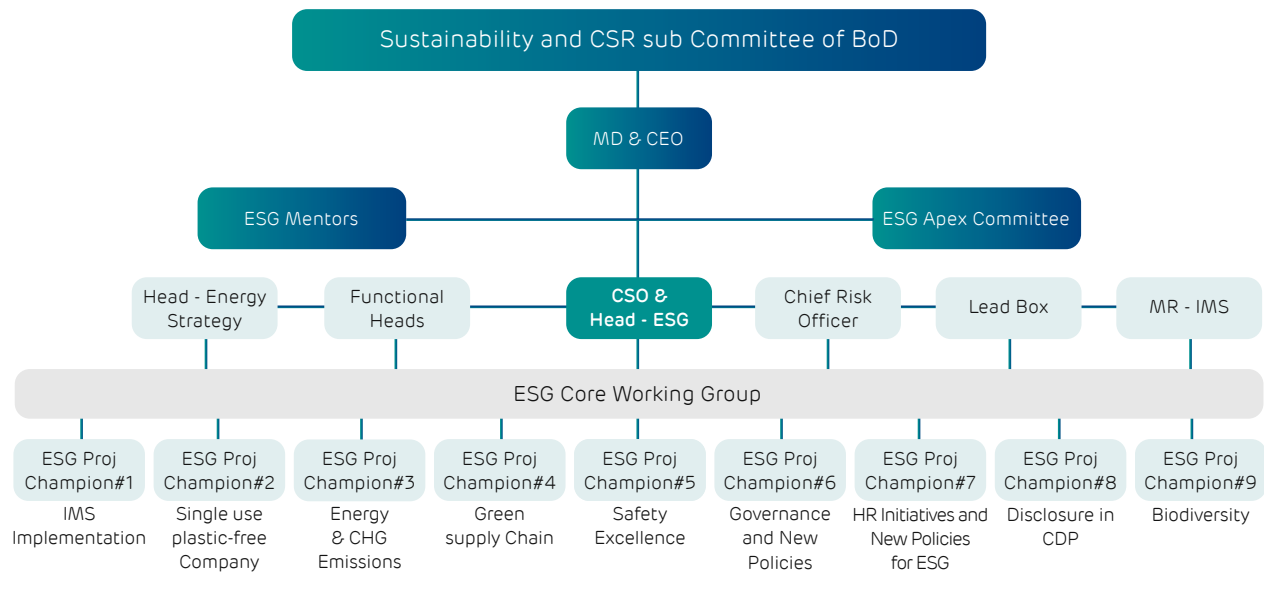 Sustainability and CSR sub Committee of BoD
MD & CEO
ESG Mentors
ESG Apex Committee
Head - Energy
Strategy
Functional
Heads
CSO &
Head - ESG
Chief Risk
Officer
Lead Box
MR - IMS
ESG Core Working Group
ESG Proj
Champion#1
IMS
Implementation
ESG Proj
Champion#2
Single use
plastic-free
Company
ESG Proj
Champion#3
Energy
& CHG
Emissions
ESG Proj
Champion#4
Green
supply Chain
ESG Proj
Champion#5
Safety
Excellence
ESG Proj
Champion#6
Governance
and New
Policies
ESG Proj
Champion#7
HR Initiatives and
New Policies
for ESG
ESG Proj
Champion#8
Disclosure in
CDP
ESG Proj
Champion#9
Biodiversity